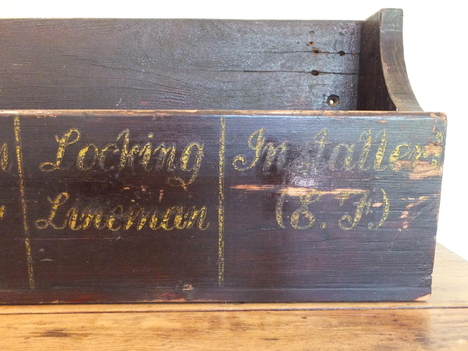 Locking
Lineman
Installer
(E. F.)